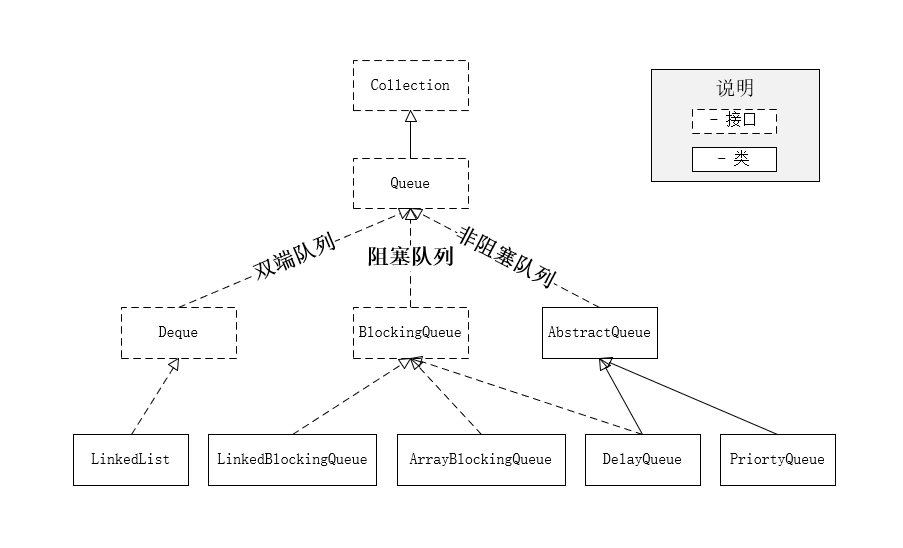 Collection
说明
- 接口
- 类
Queue
双端队列
阻塞队列
非阻塞队列
Deque
BlockingQueue
AbstractQueue
LinkedList
LinkedBlockingQueue
ArrayBlockingQueue
DelayQueue
PriortyQueue